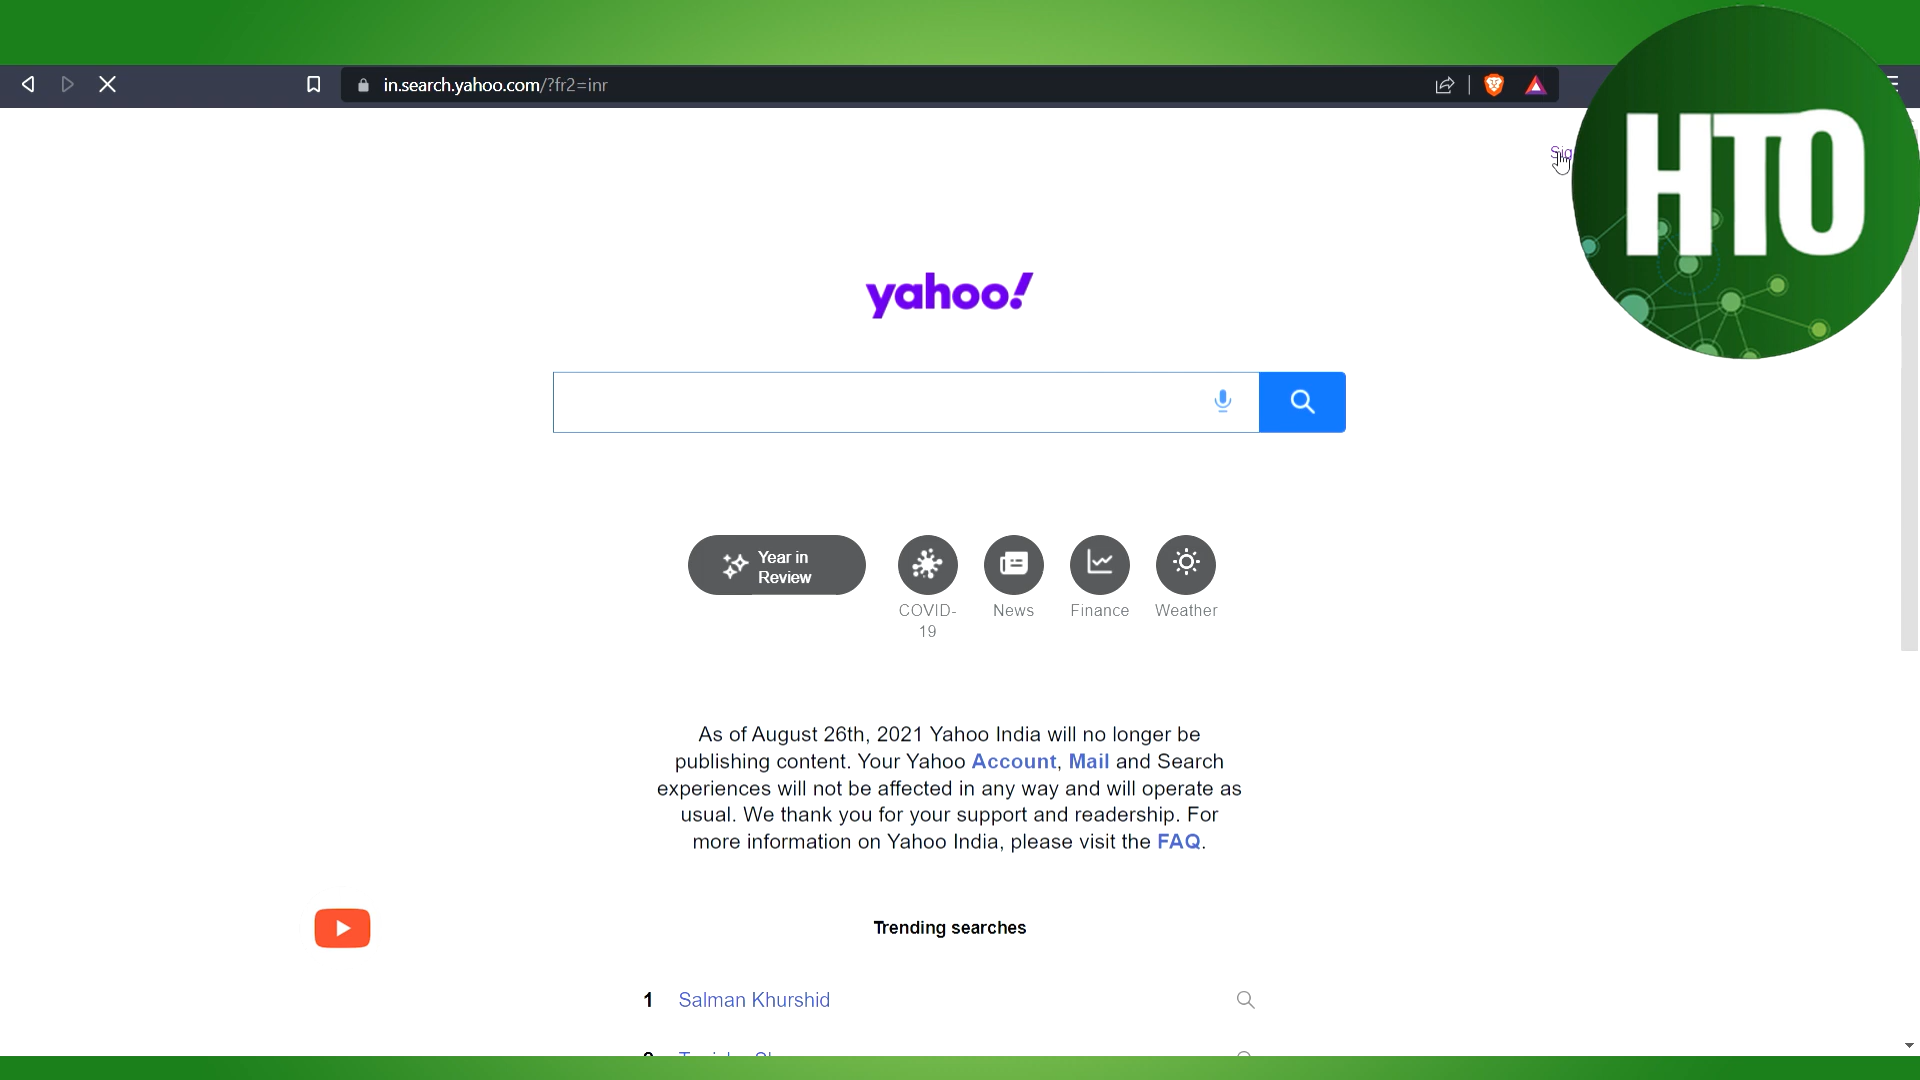 in.search.yahoo.com/?fr2=inr
HTO
yahoo!
Year in
Review
COVID-
19
News
Finance
Weather
As of August 26th, 2021 Yahoo India will no longer be
publishing content. Your Yahoo Account, Mail and Search
experiences will not be affected in any way and will operate as
usual. We thank you for your support and readership. For
more information on Yahoo India, please visit the FAQ.
Trending searches
1 Salman Khurshid